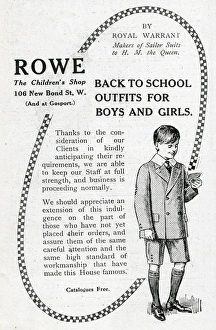 BY
ROYAL WARRANT
Makers of Sailor Suits
to H. M. the Queen.
ROWE
The Children's Shop
106 New Bond St, W.
(And at Gosport.)
BACK TO SCHOOL
OUTFITS FOR
BOYS AND GIRLS.
Thanks to the con-
sideration of our
Clients in kindly
anticipating their re-
quirements, we are
able to keep our Staff at full
strength, and business is
proceeding normally.
We should appreciate an
extension of this indul-
gence on the part of
those who have not yet
placed their orders, and
assure them of the same
careful attention and the
same high standard of
workmanship that have
made this House famous.
Catalogues Free.